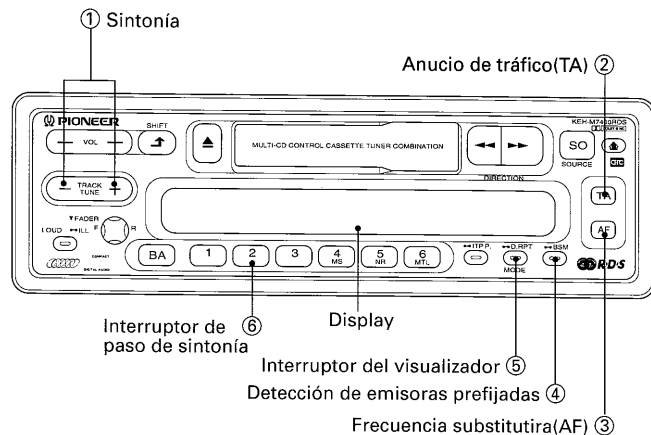 ① Sintonía
Anucio de tráfico(TA) ②
PIONEER
KEH-M7400RDS
SHIFT
— VOL —
MULTI-CD CONTROL CASSETTE TUNER COMBINATION
SO
SOURCE
DIRECTION
— TRACK TUNE +
TA
▼FADER
LOUD ILL F R
AF
BA 1 2 3 4 MS 5 NR 6 MTL
ITP P. D.RPT BSM
MODE
COMPACT
DIGITAL AUDIO
R·D·S
Interruptor de ⑥
paso de sintonía
Display
Interruptor del visualizador ⑤
Detección de emisoras prefijadas ④
Frecuencia substitutira(AF) ③